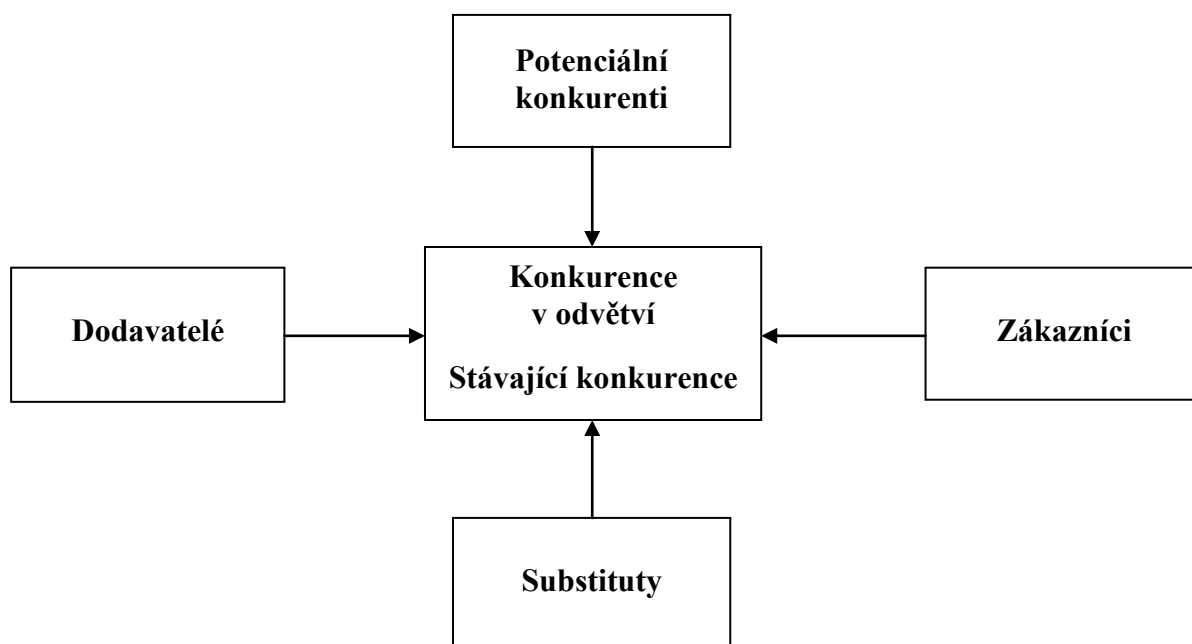 Potenciální
konkurenti
Dodavatelé
Konkurence
v odvětví
Stávající konkurence
Zákazníci
Substituty